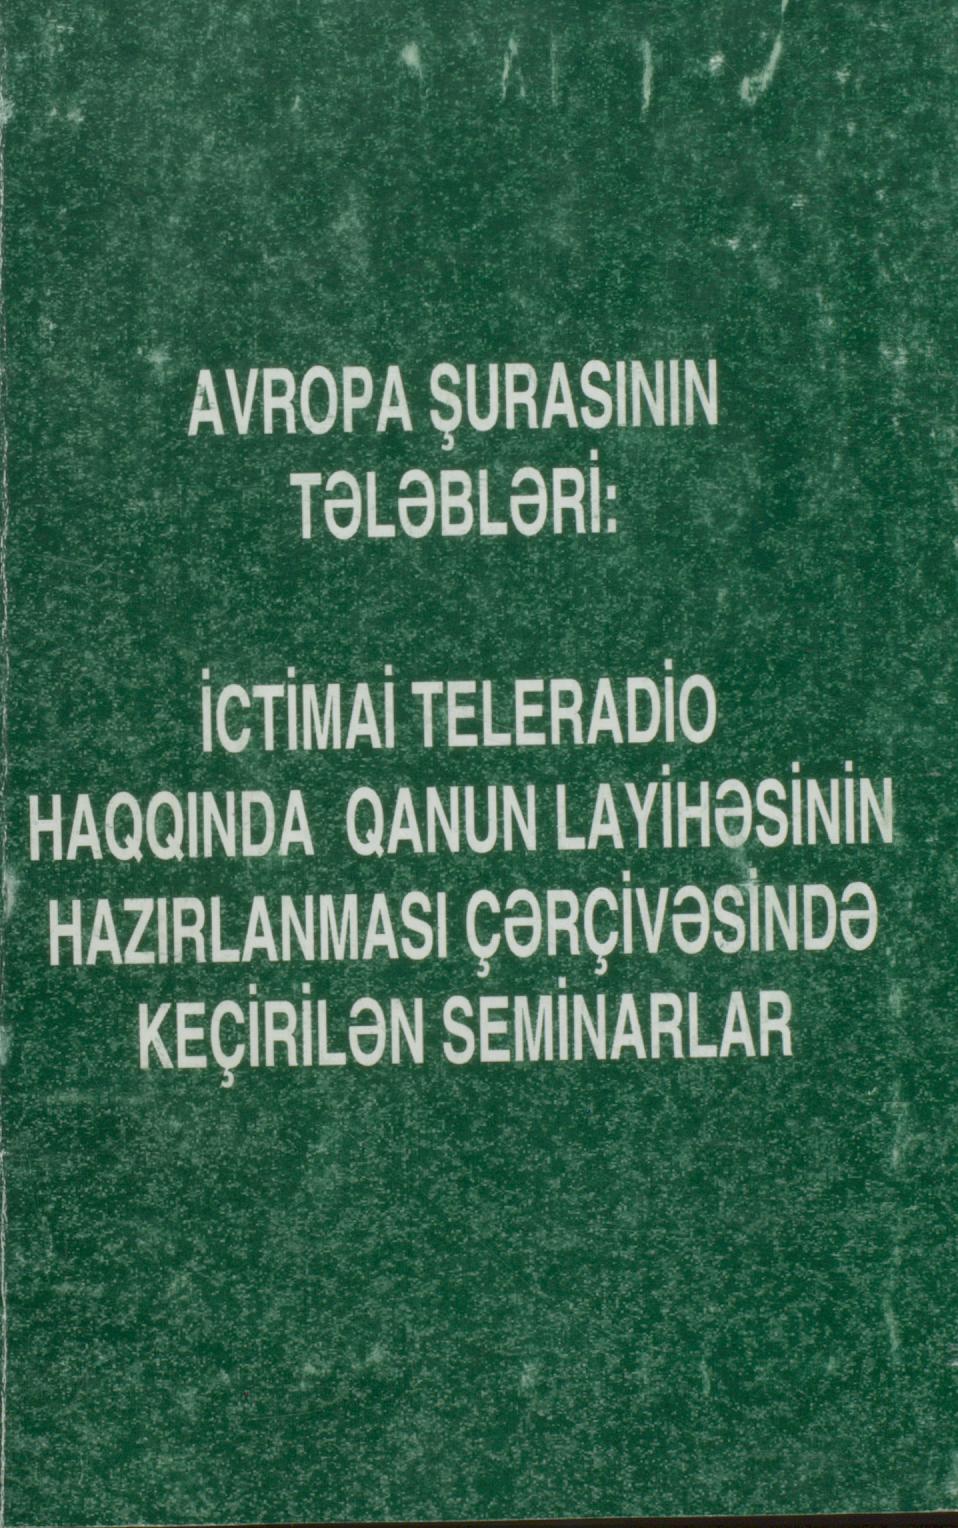 AVROPA ŞURASININ
TƏLƏBLƏRİ:
İCTİMAİ TELERADİO
HAQQINDA QANUN LAYİHƏSİNİN
HAZIRLANMASI ÇƏRÇİVƏSİNDƏ
KEÇİRİLƏN SEMİNARLAR